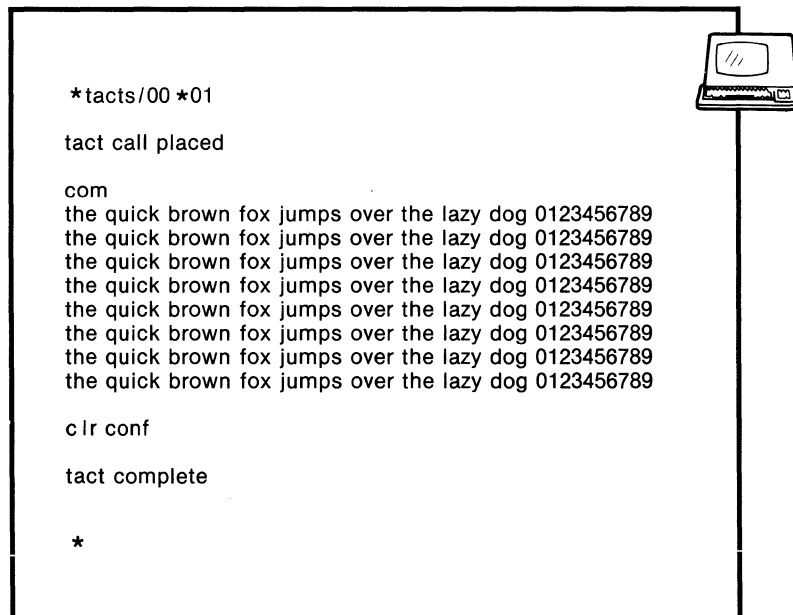 *tacts/00 *01
tact call placed
com
the quick brown fox jumps over the lazy dog 0123456789
the quick brown fox jumps over the lazy dog 0123456789
the quick brown fox jumps over the lazy dog 0123456789
the quick brown fox jumps over the lazy dog 0123456789
the quick brown fox jumps over the lazy dog 0123456789
the quick brown fox jumps over the lazy dog 0123456789
the quick brown fox jumps over the lazy dog 0123456789
the quick brown fox jumps over the lazy dog 0123456789
clr conf
tact complete
*